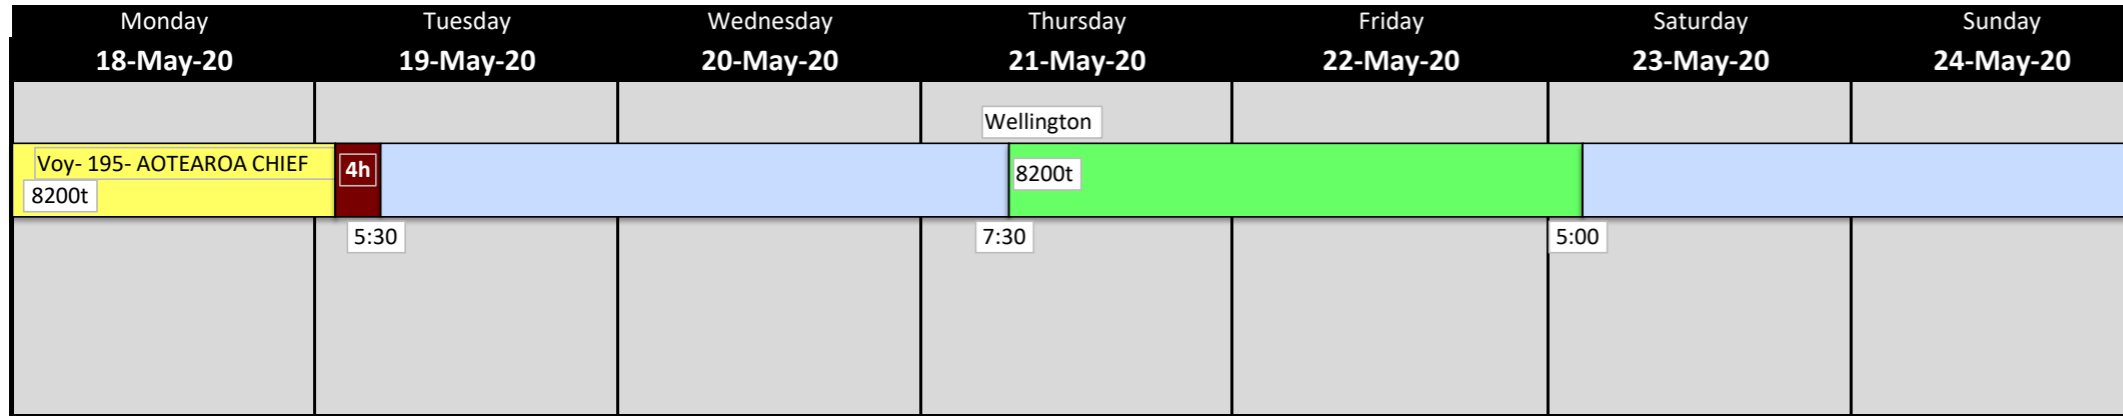 Monday Tuesday Wednesday Thursday Friday Saturday Sunday
18-May-20 19-May-20 20-May-20 21-May-20 22-May-20 23-May-20 24-May-20
Wellington
Voy- 195- AOTEAROA CHIEF 4h 8200t
8200t
5:30 7:30 5:00